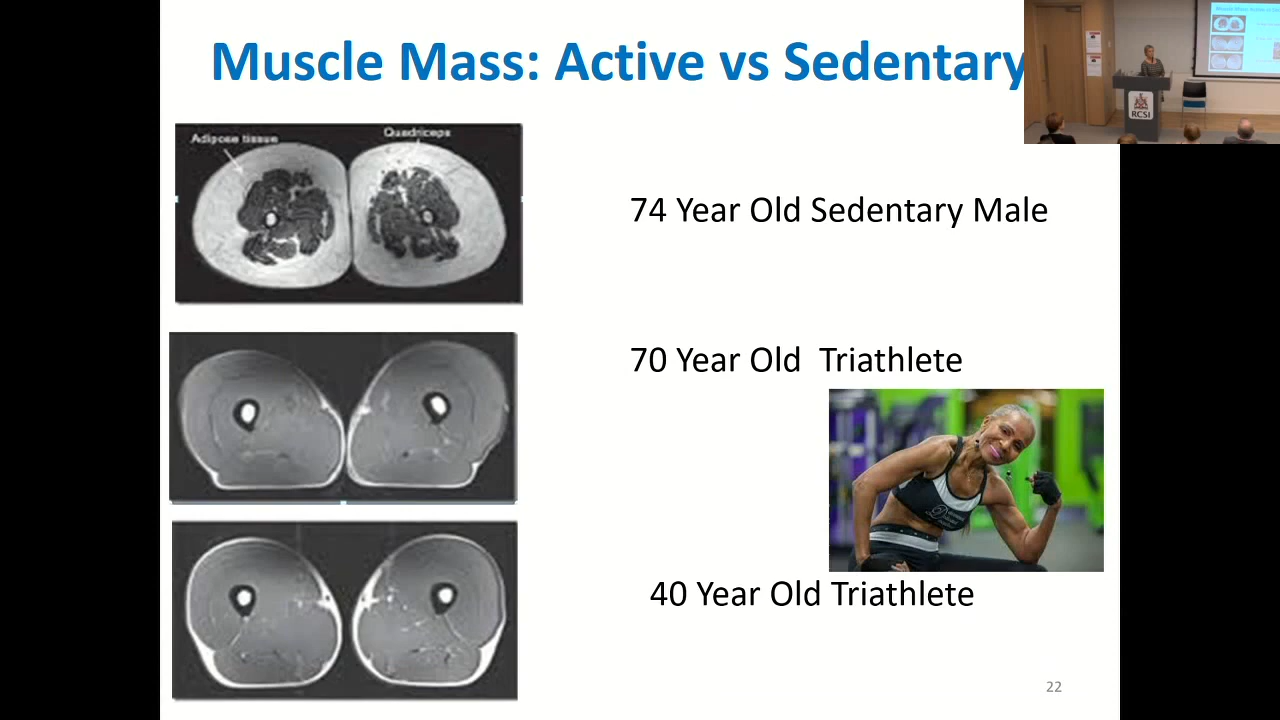 Muscle Mass: Active vs Sedentary
Adipose tissue
Quadriceps
74 Year Old Sedentary Male
70 Year Old Triathlete
40 Year Old Triathlete
22
RCSI